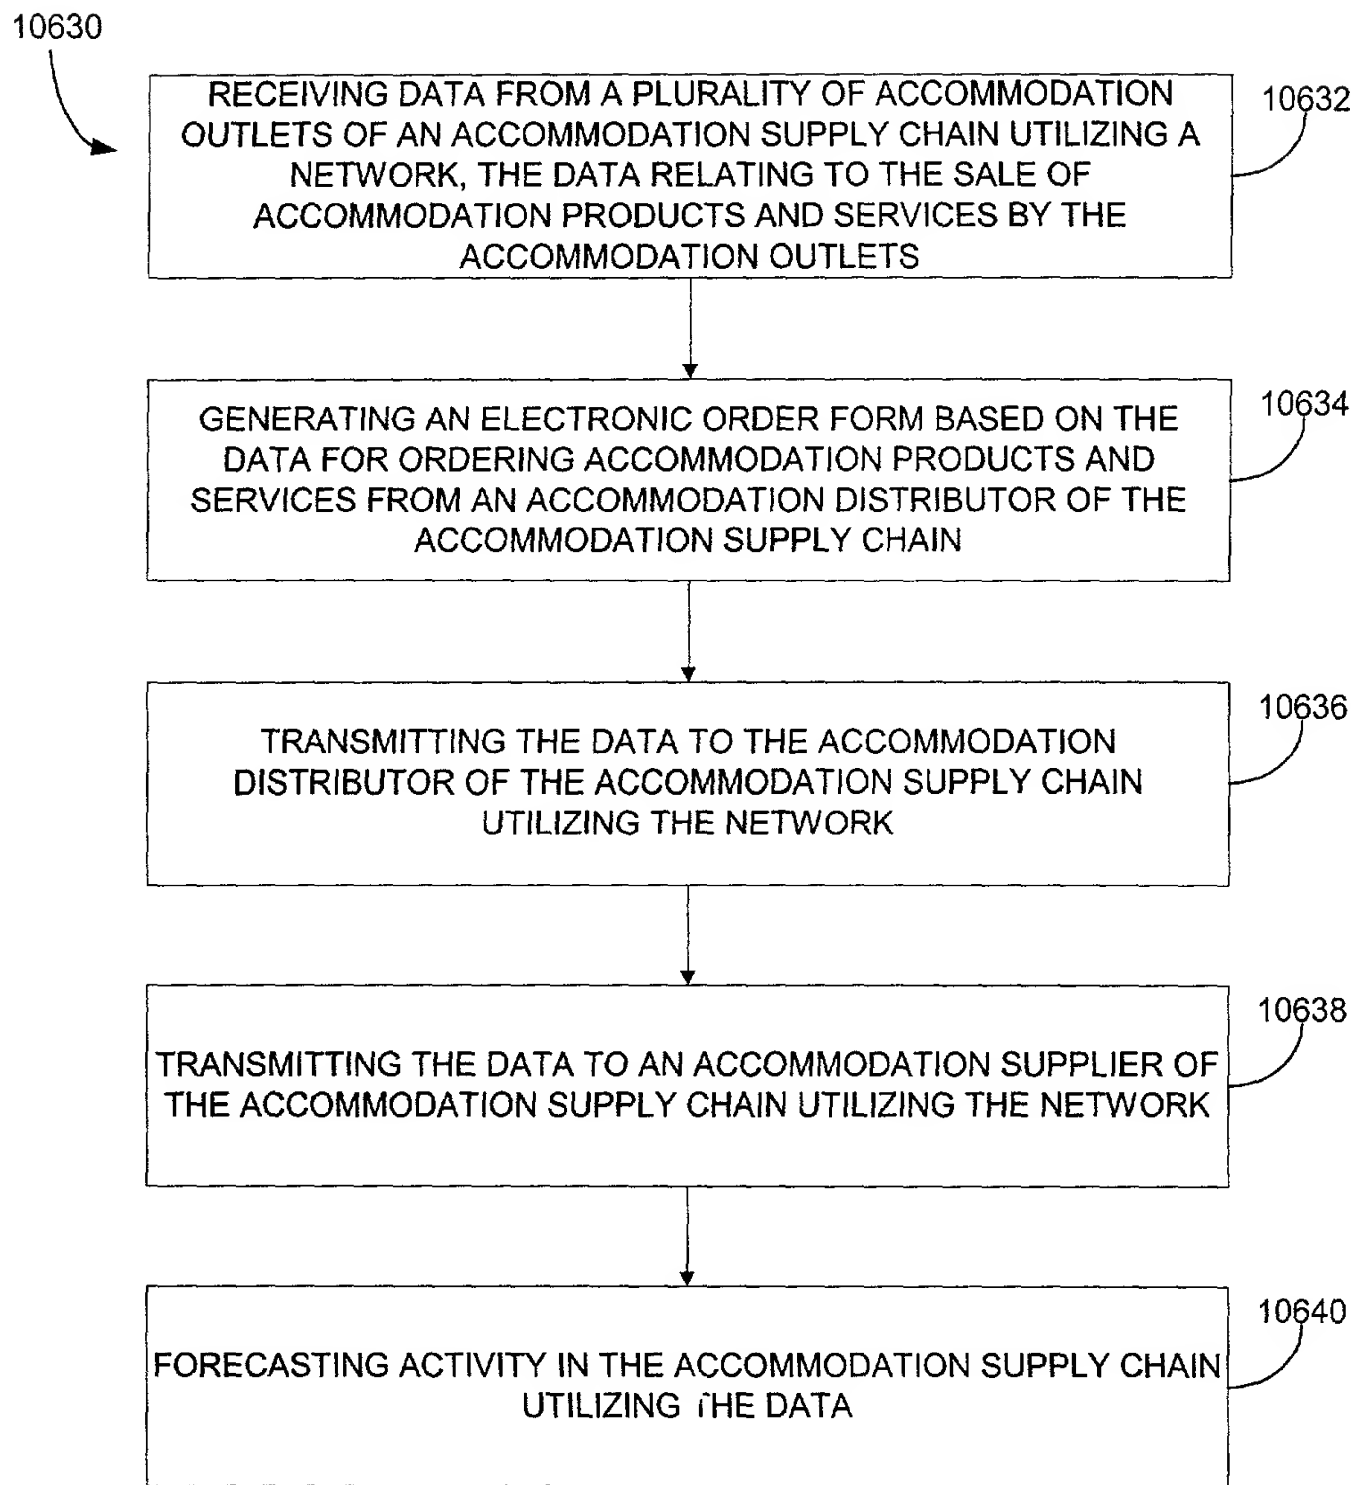 10630
RECEIVING DATA FROM A PLURALITY OF ACCOMMODATION
OUTLETS OF AN ACCOMMODATION SUPPLY CHAIN UTILIZING A
NETWORK, THE DATA RELATING TO THE SALE OF
ACCOMMODATION PRODUCTS AND SERVICES BY THE
ACCOMMODATION OUTLETS
10632
GENERATING AN ELECTRONIC ORDER FORM BASED ON THE
DATA FOR ORDERING ACCOMMODATION PRODUCTS AND
SERVICES FROM AN ACCOMMODATION DISTRIBUTOR OF THE
ACCOMMODATION SUPPLY CHAIN
10634
TRANSMITTING THE DATA TO THE ACCOMMODATION
DISTRIBUTOR OF THE ACCOMMODATION SUPPLY CHAIN
UTILIZING THE NETWORK
10636
TRANSMITTING THE DATA TO AN ACCOMMODATION SUPPLIER OF
THE ACCOMMODATION SUPPLY CHAIN UTILIZING THE NETWORK
10638
FORECASTING ACTIVITY IN THE ACCOMMODATION SUPPLY CHAIN
UTILIZING THE DATA
10640